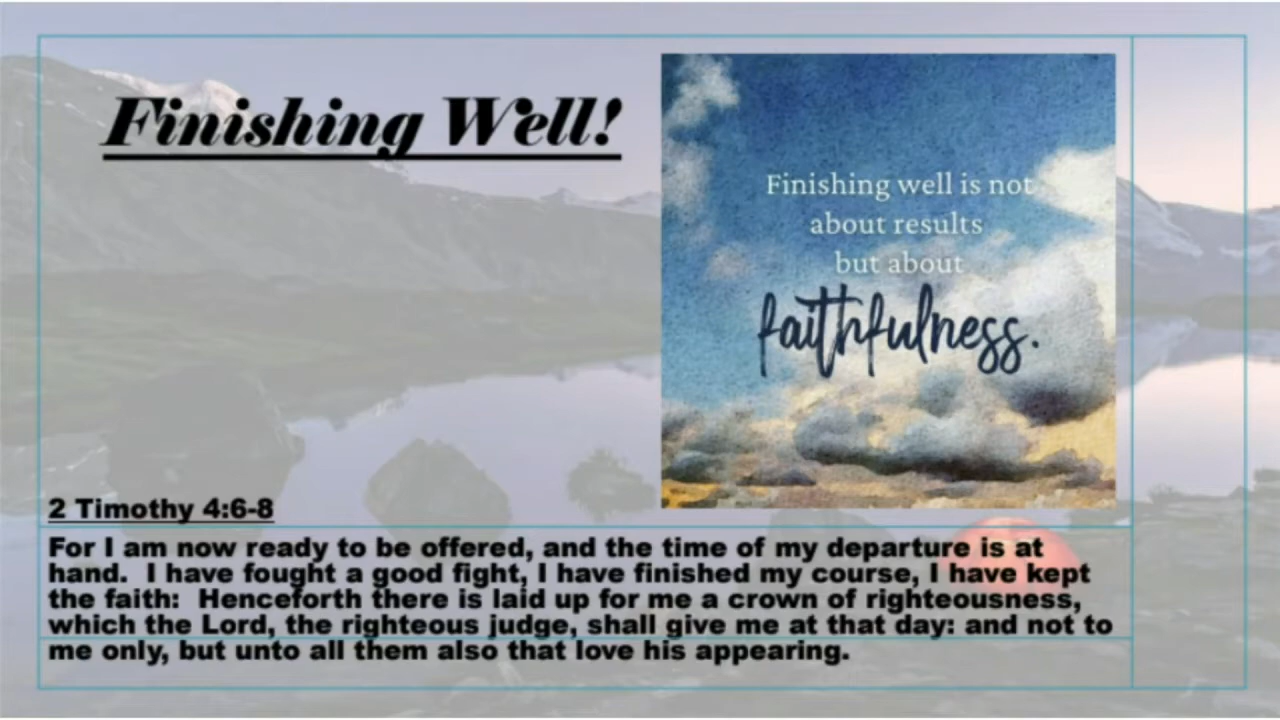 Finishing Well!
Finishing well is not
about results
but about
faithfulness.
2 Timothy 4:6-8
For I am now ready to be offered, and the time of my departure is at
hand.  I have fought a good fight, I have finished my course, I have kept
the faith:  Henceforth there is laid up for me a crown of righteousness,
which the Lord, the righteous judge, shall give me at that day: and not to
me only, but unto all them also that love his appearing.